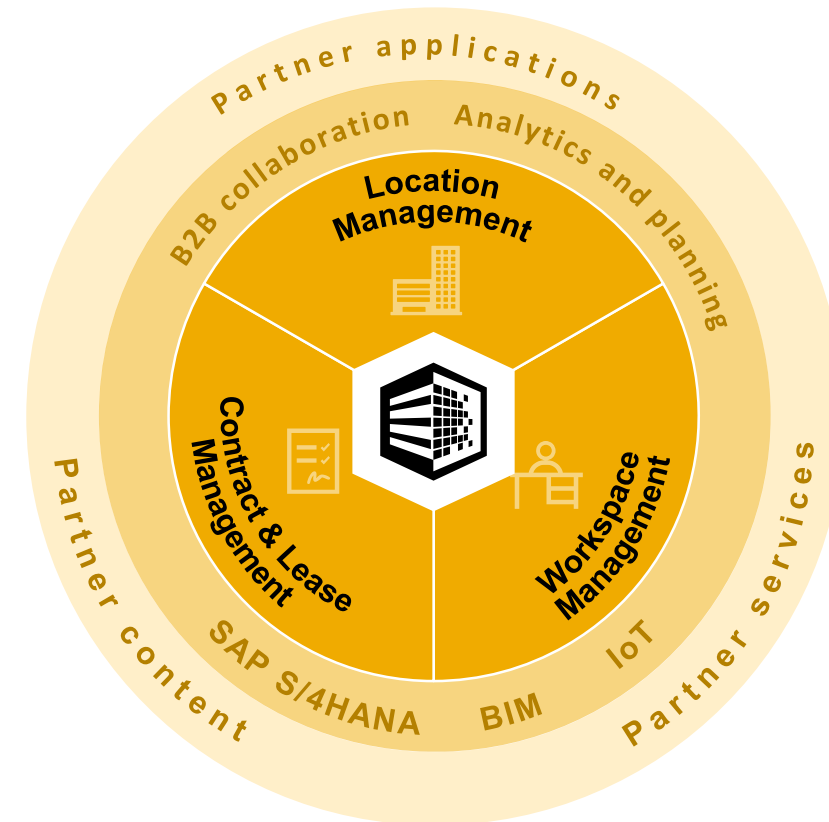 Partner applications
B2B collaboration
Analytics and planning
Location
Management
Contract & Lease
Management
Workspace
Management
SAP S/4HANA
BIM
IoT
Partner content
Partner services